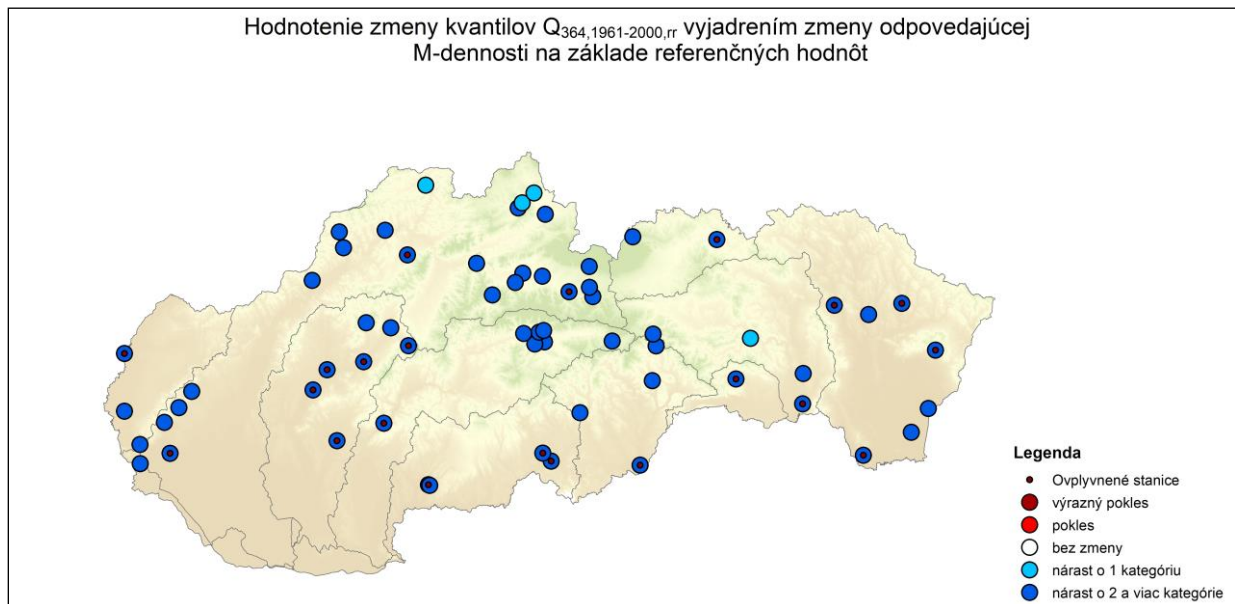 Hodnotenie zmeny kvantilov Q364,1961-2000,rr vyjadrením zmeny odpovedajúcej
M-dennosti na základe referenčných hodnôt
Legenda
Ovplyvnené stanice
výrazný pokles
pokles
bez zmeny
nárast o 1 kategóriu
nárast o 2 a viac kategórie